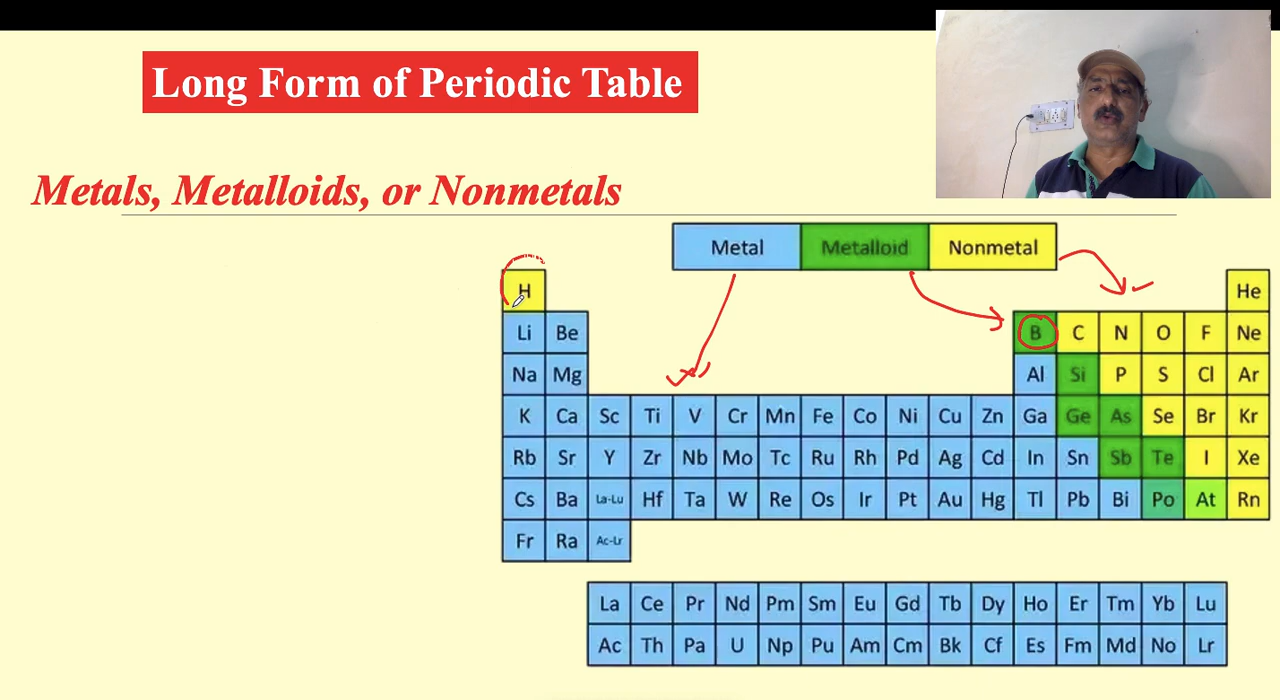 Long Form of Periodic Table
Metals, Metalloids, or Nonmetals
Metal Metalloid Nonmetal
H He
Li Be B C N O F Ne
Na Mg Al Si P S Cl Ar
K Ca Sc Ti V Cr Mn Fe Co Ni Cu Zn Ga Ge As Se Br Kr
Rb Sr Y Zr Nb Mo Tc Ru Rh Pd Ag Cd In Sn Sb Te I Xe
Cs Ba La-Lu Hf Ta W Re Os Ir Pt Au Hg Tl Pb Bi Po At Rn
Fr Ra Ac-Lr
La Ce Pr Nd Pm Sm Eu Gd Tb Dy Ho Er Tm Yb Lu
Ac Th Pa U Np Pu Am Cm Bk Cf Es Fm Md No Lr